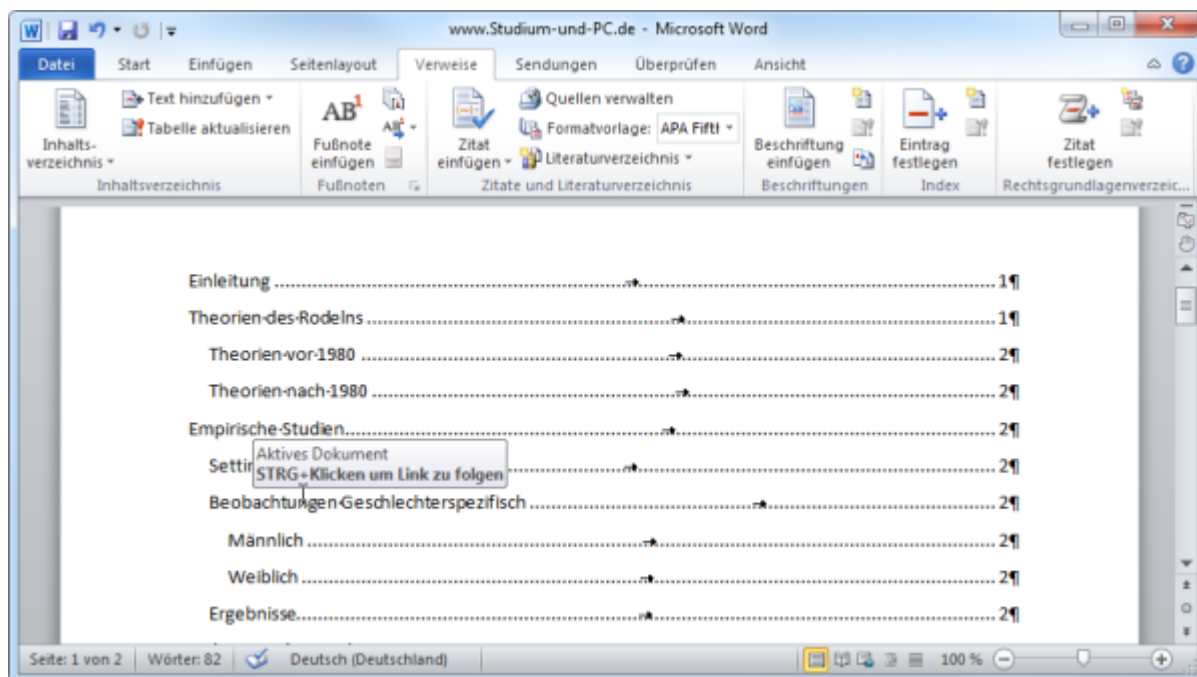 www.Studium-und-PC.de - Microsoft Word
Datei Start Einfügen Seitenlayout Verweise Sendungen Überprüfen Ansicht
Inhalts-
verzeichnis
Text hinzufügen
Tabelle aktualisieren
Inhaltsverzeichnis
AB1
Fußnote
einfügen
AB1
Fußnoten
Zitat
einfügen
Quellen verwalten
Formatvorlage: APA Fifth
Literaturverzeichnis
Zitate und Literaturverzeichnis
Beschriftung
einfügen
Beschriftungen
Eintrag
festlegen
Index
Zitat
festlegen
Rechtsgrundlagenverzeic...
Einleitung 1¶
Theorien·des·Rodelns 1¶
Theorien·vor·1980 2¶
Theorien·nach·1980 2¶
Empirische·Studien 2¶
Aktives Dokument
STRG+Klicken um Link zu folgen
Settin 2¶
Beobachtungen·Geschlechterspezifisch 2¶
Männlich 2¶
Weiblich 2¶
Ergebnisse 2¶
Seite: 1 von 2 Wörter: 82 Deutsch (Deutschland) 100 %